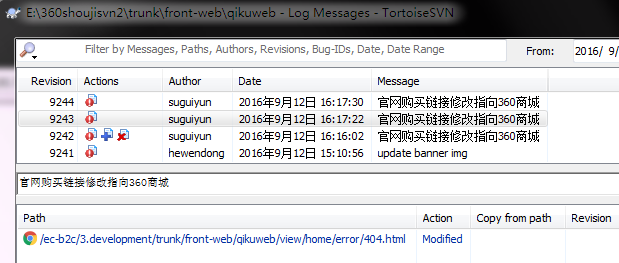 E:\360shoujisvn2\trunk\front-web\qikuweb - Log Messages - TortoiseSVN
Filter by Messages, Paths, Authors, Revisions, Bug-IDs, Date, Date Range From: 2016/ 9/
Revision Actions Author Date Message
9244 suguiyun 2016年9月12日 16:17:30 官网购买链接修改指向360商城
9243 suguiyun 2016年9月12日 16:17:22 官网购买链接修改指向360商城
9242 suguiyun 2016年9月12日 16:16:02 官网购买链接修改指向360商城
9241 hewendong 2016年9月12日 15:10:56 update banner img
官网购买链接修改指向360商城
Path Action Copy from path Revision
/ec-b2c/3.development/trunk/front-web/qikuweb/view/home/error/404.html Modified